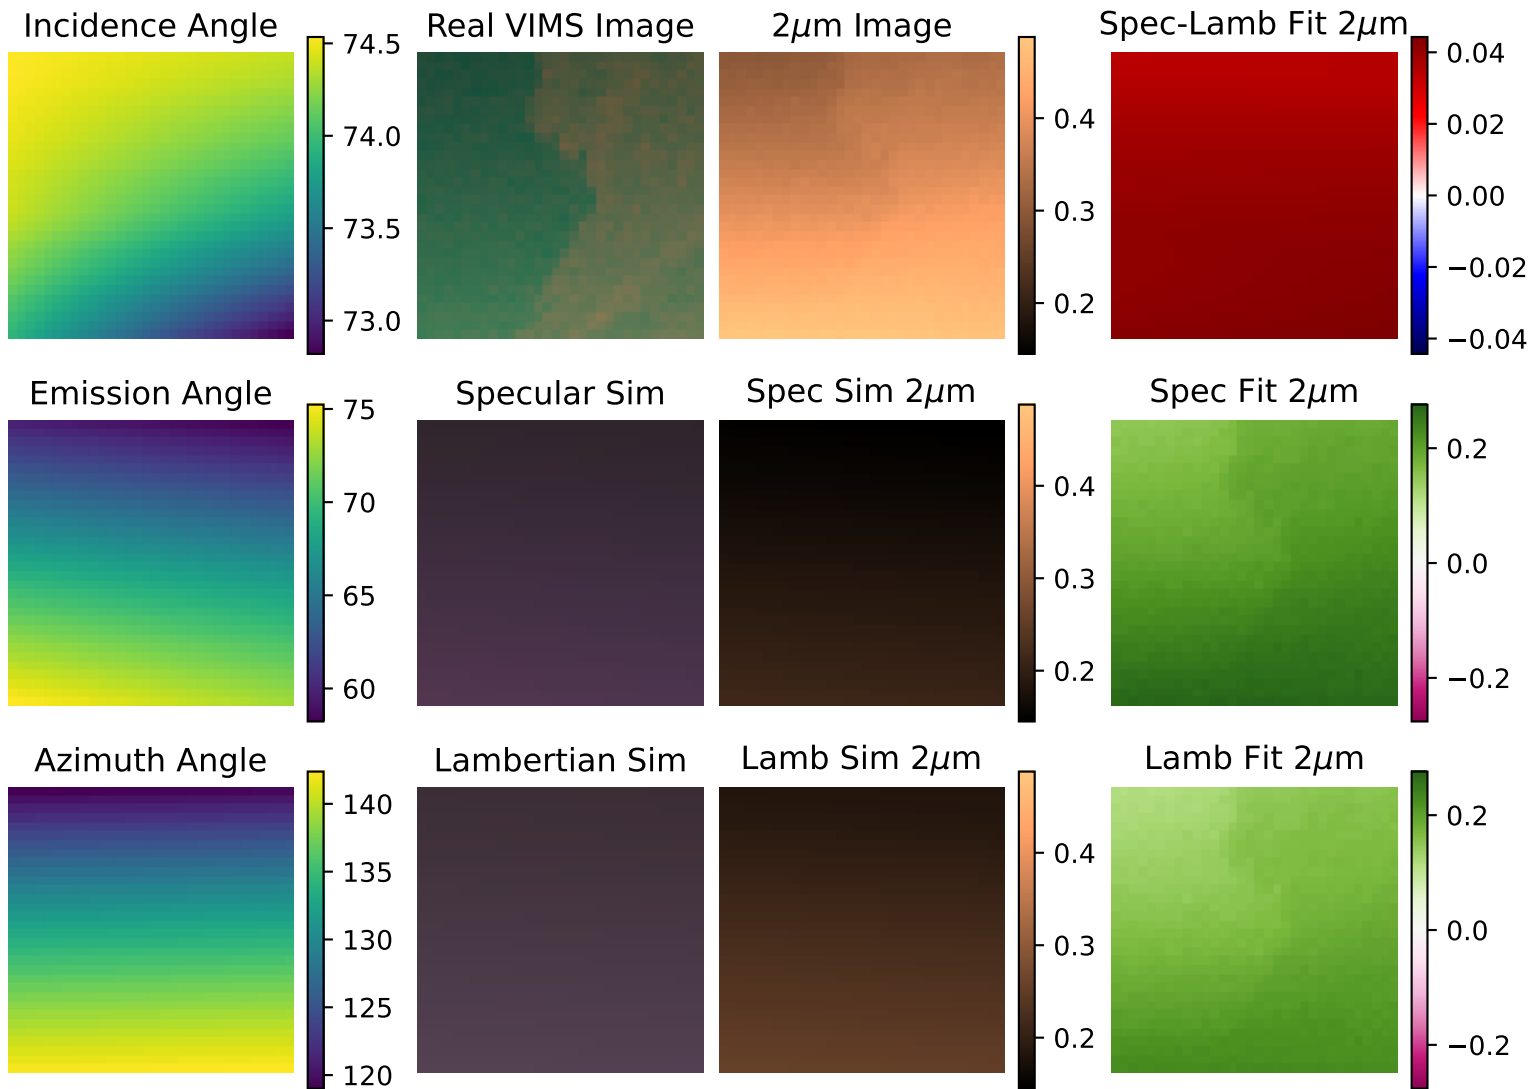 Incidence Angle
74.5
74.0
73.5
73.0
Real VIMS Image
2μm Image
0.4
0.3
0.2
Spec-Lamb Fit 2μm
0.04
0.02
0.00
−0.02
−0.04
Emission Angle
75
70
65
60
Specular Sim
Spec Sim 2μm
0.4
0.3
0.2
Spec Fit 2μm
0.2
0.0
−0.2
Azimuth Angle
140
135
130
125
120
Lambertian Sim
Lamb Sim 2μm
0.4
0.3
0.2
Lamb Fit 2μm
0.2
0.0
−0.2